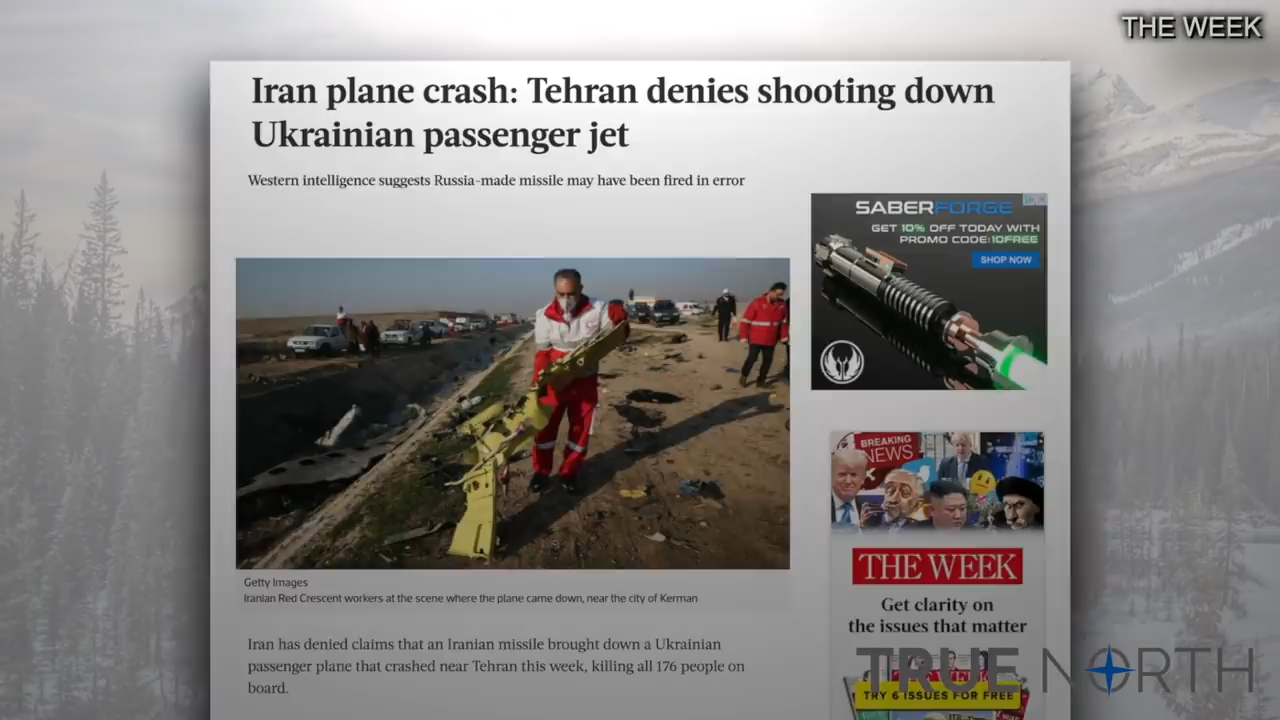 THE WEEK
Iran plane crash: Tehran denies shooting down
Ukrainian passenger jet
Western intelligence suggests Russia-made missile may have been fired in error
SABERFORGE
GET 10% OFF TODAY WITH
PROMO CODE:10FREE
SHOP NOW
Getty Images
Iranian Red Crescent workers at the scene where the plane came down, near the city of Kerman
Iran has denied claims that an Iranian missile brought down a Ukrainian
passenger plane that crashed near Tehran this week, killing all 176 people on
board.
BREAKING
NEWS
THE WEEK
Get clarity on
the issues that matter
TRUE NORTH
TRY 6 ISSUES FOR FREE